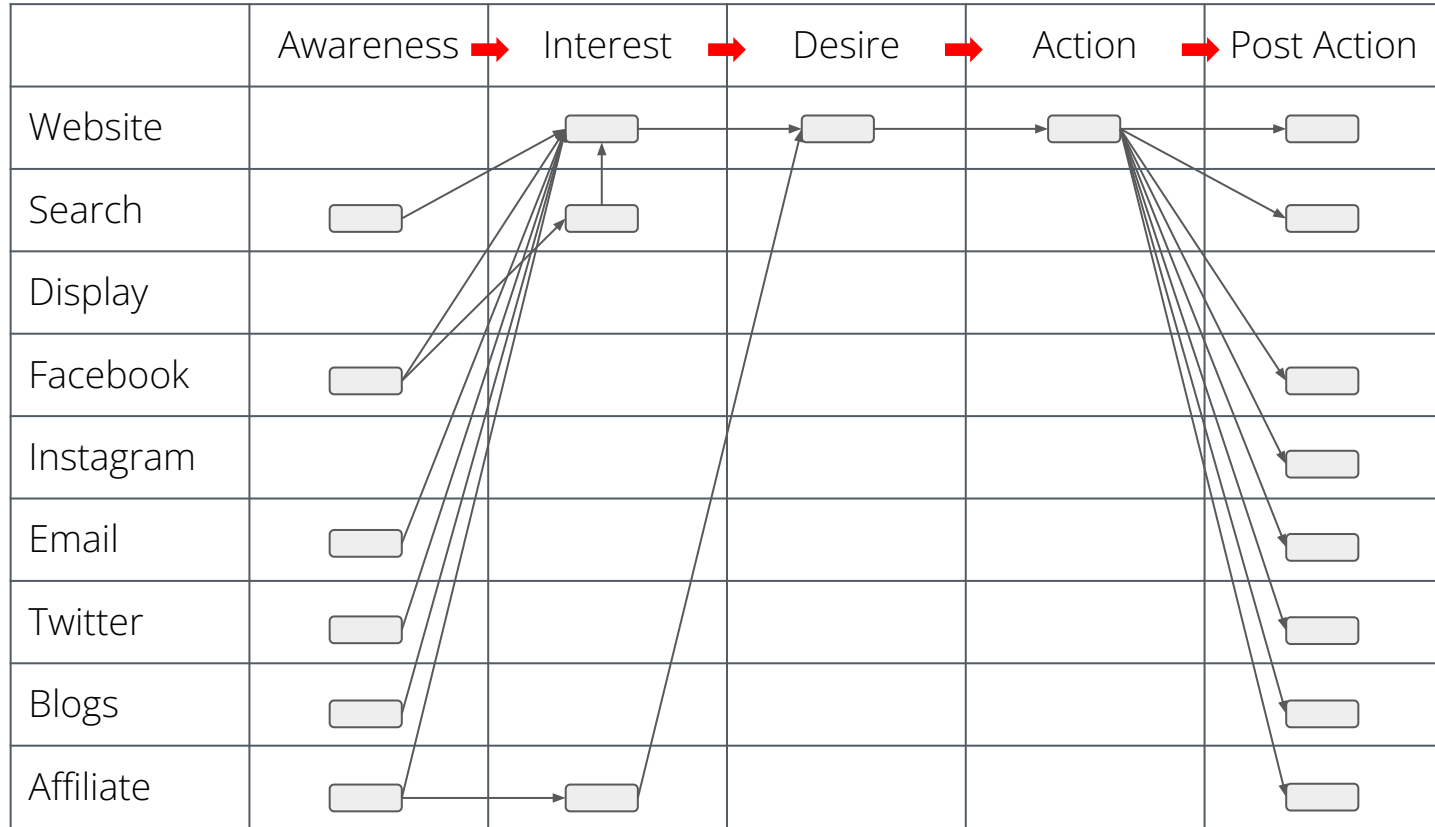 Awareness Interest Desire Action Post Action
Website
Search
Display
Facebook
Instagram
Email
Twitter
Blogs
Affiliate